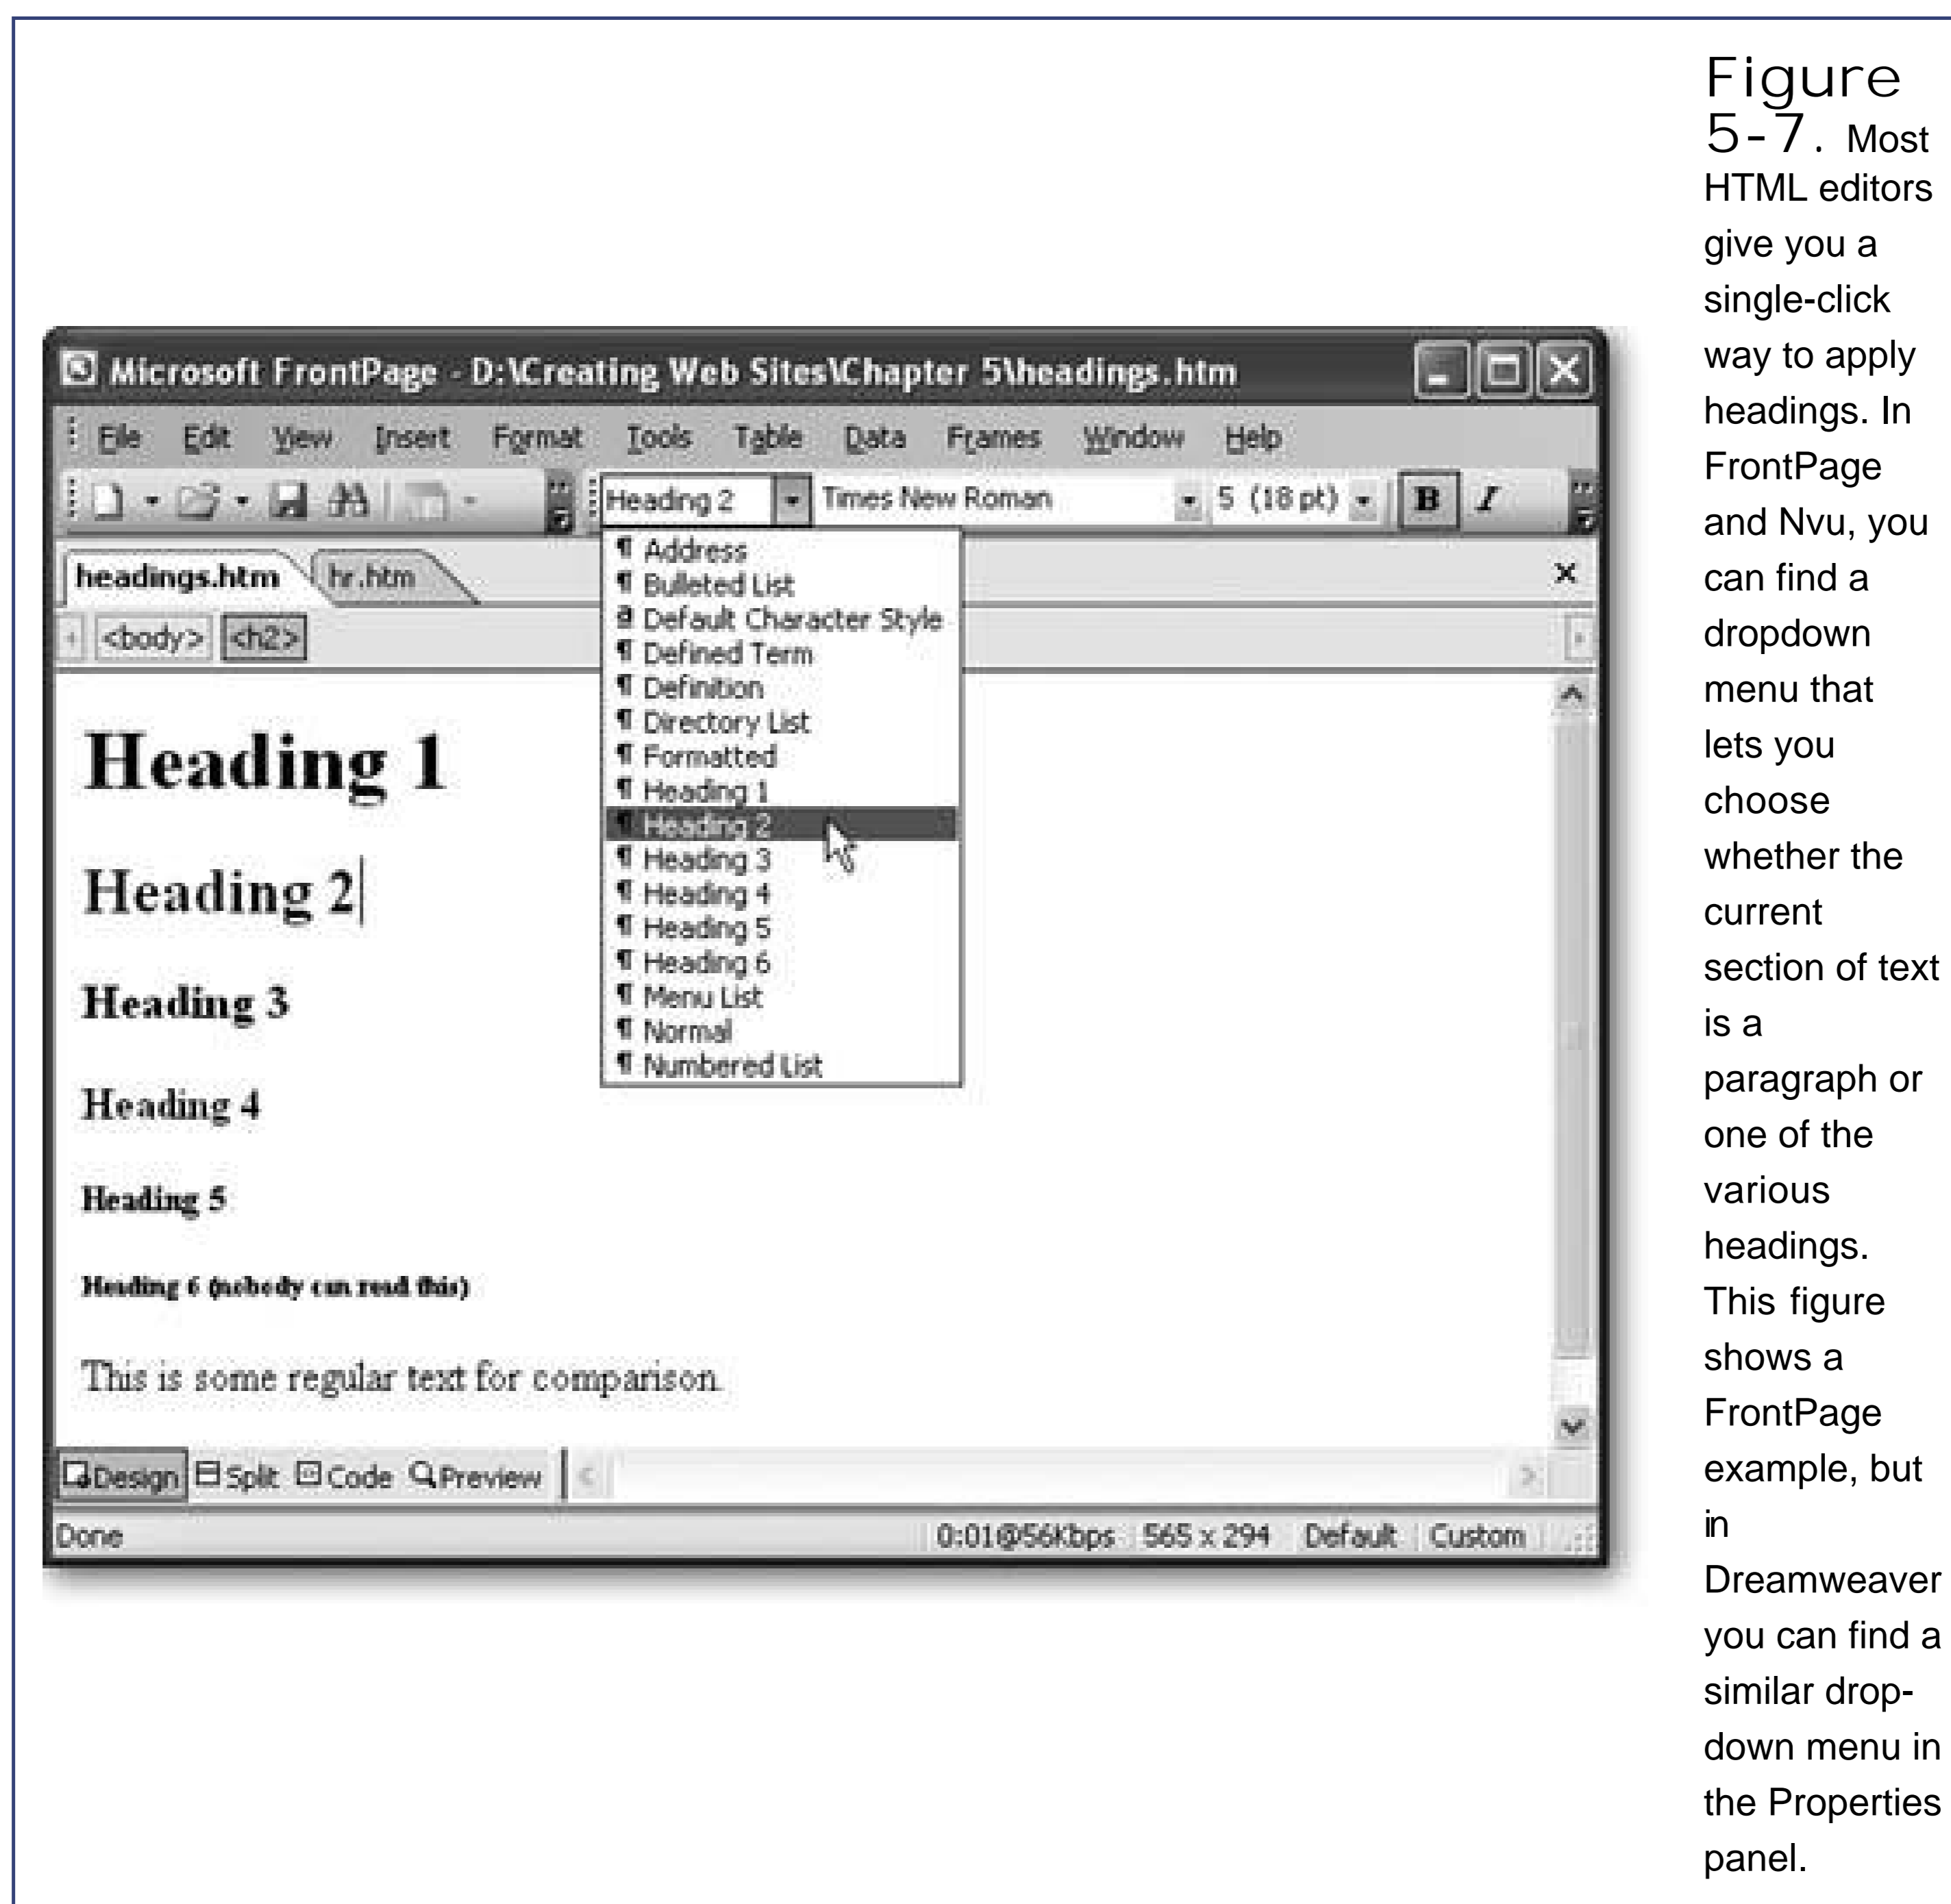 Microsoft FrontPage - D:\Creating Web Sites\Chapter 5\headings.htm
File Edit View Insert Format Tools Table Data Frames Window Help
Heading 2 Times New Roman 5 (18 pt) B I
headings.htm hr.htm
<body> <h2>
¶ Address
¶ Bulleted List
a Default Character Style
¶ Defined Term
¶ Definition
¶ Directory List
¶ Formatted
¶ Heading 1
¶ Heading 2
¶ Heading 3
¶ Heading 4
¶ Heading 5
¶ Heading 6
¶ Menu List
¶ Normal
¶ Numbered List
Heading 1
Heading 2
Heading 3
Heading 4
Heading 5
Heading 6 (nobody can read this)
This is some regular text for comparison.
Design Split Code Preview
Done 0:01@56Kbps 565 x 294 Default Custom
Figure
5-7. Most
HTML editors
give you a
single-click
way to apply
headings. In
FrontPage
and Nvu, you
can find a
dropdown
menu that
lets you
choose
whether the
current
section of text
is a
paragraph or
one of the
various
headings.
This figure
shows a
FrontPage
example, but
in
Dreamweaver
you can find a
similar drop-
down menu in
the Properties
panel.